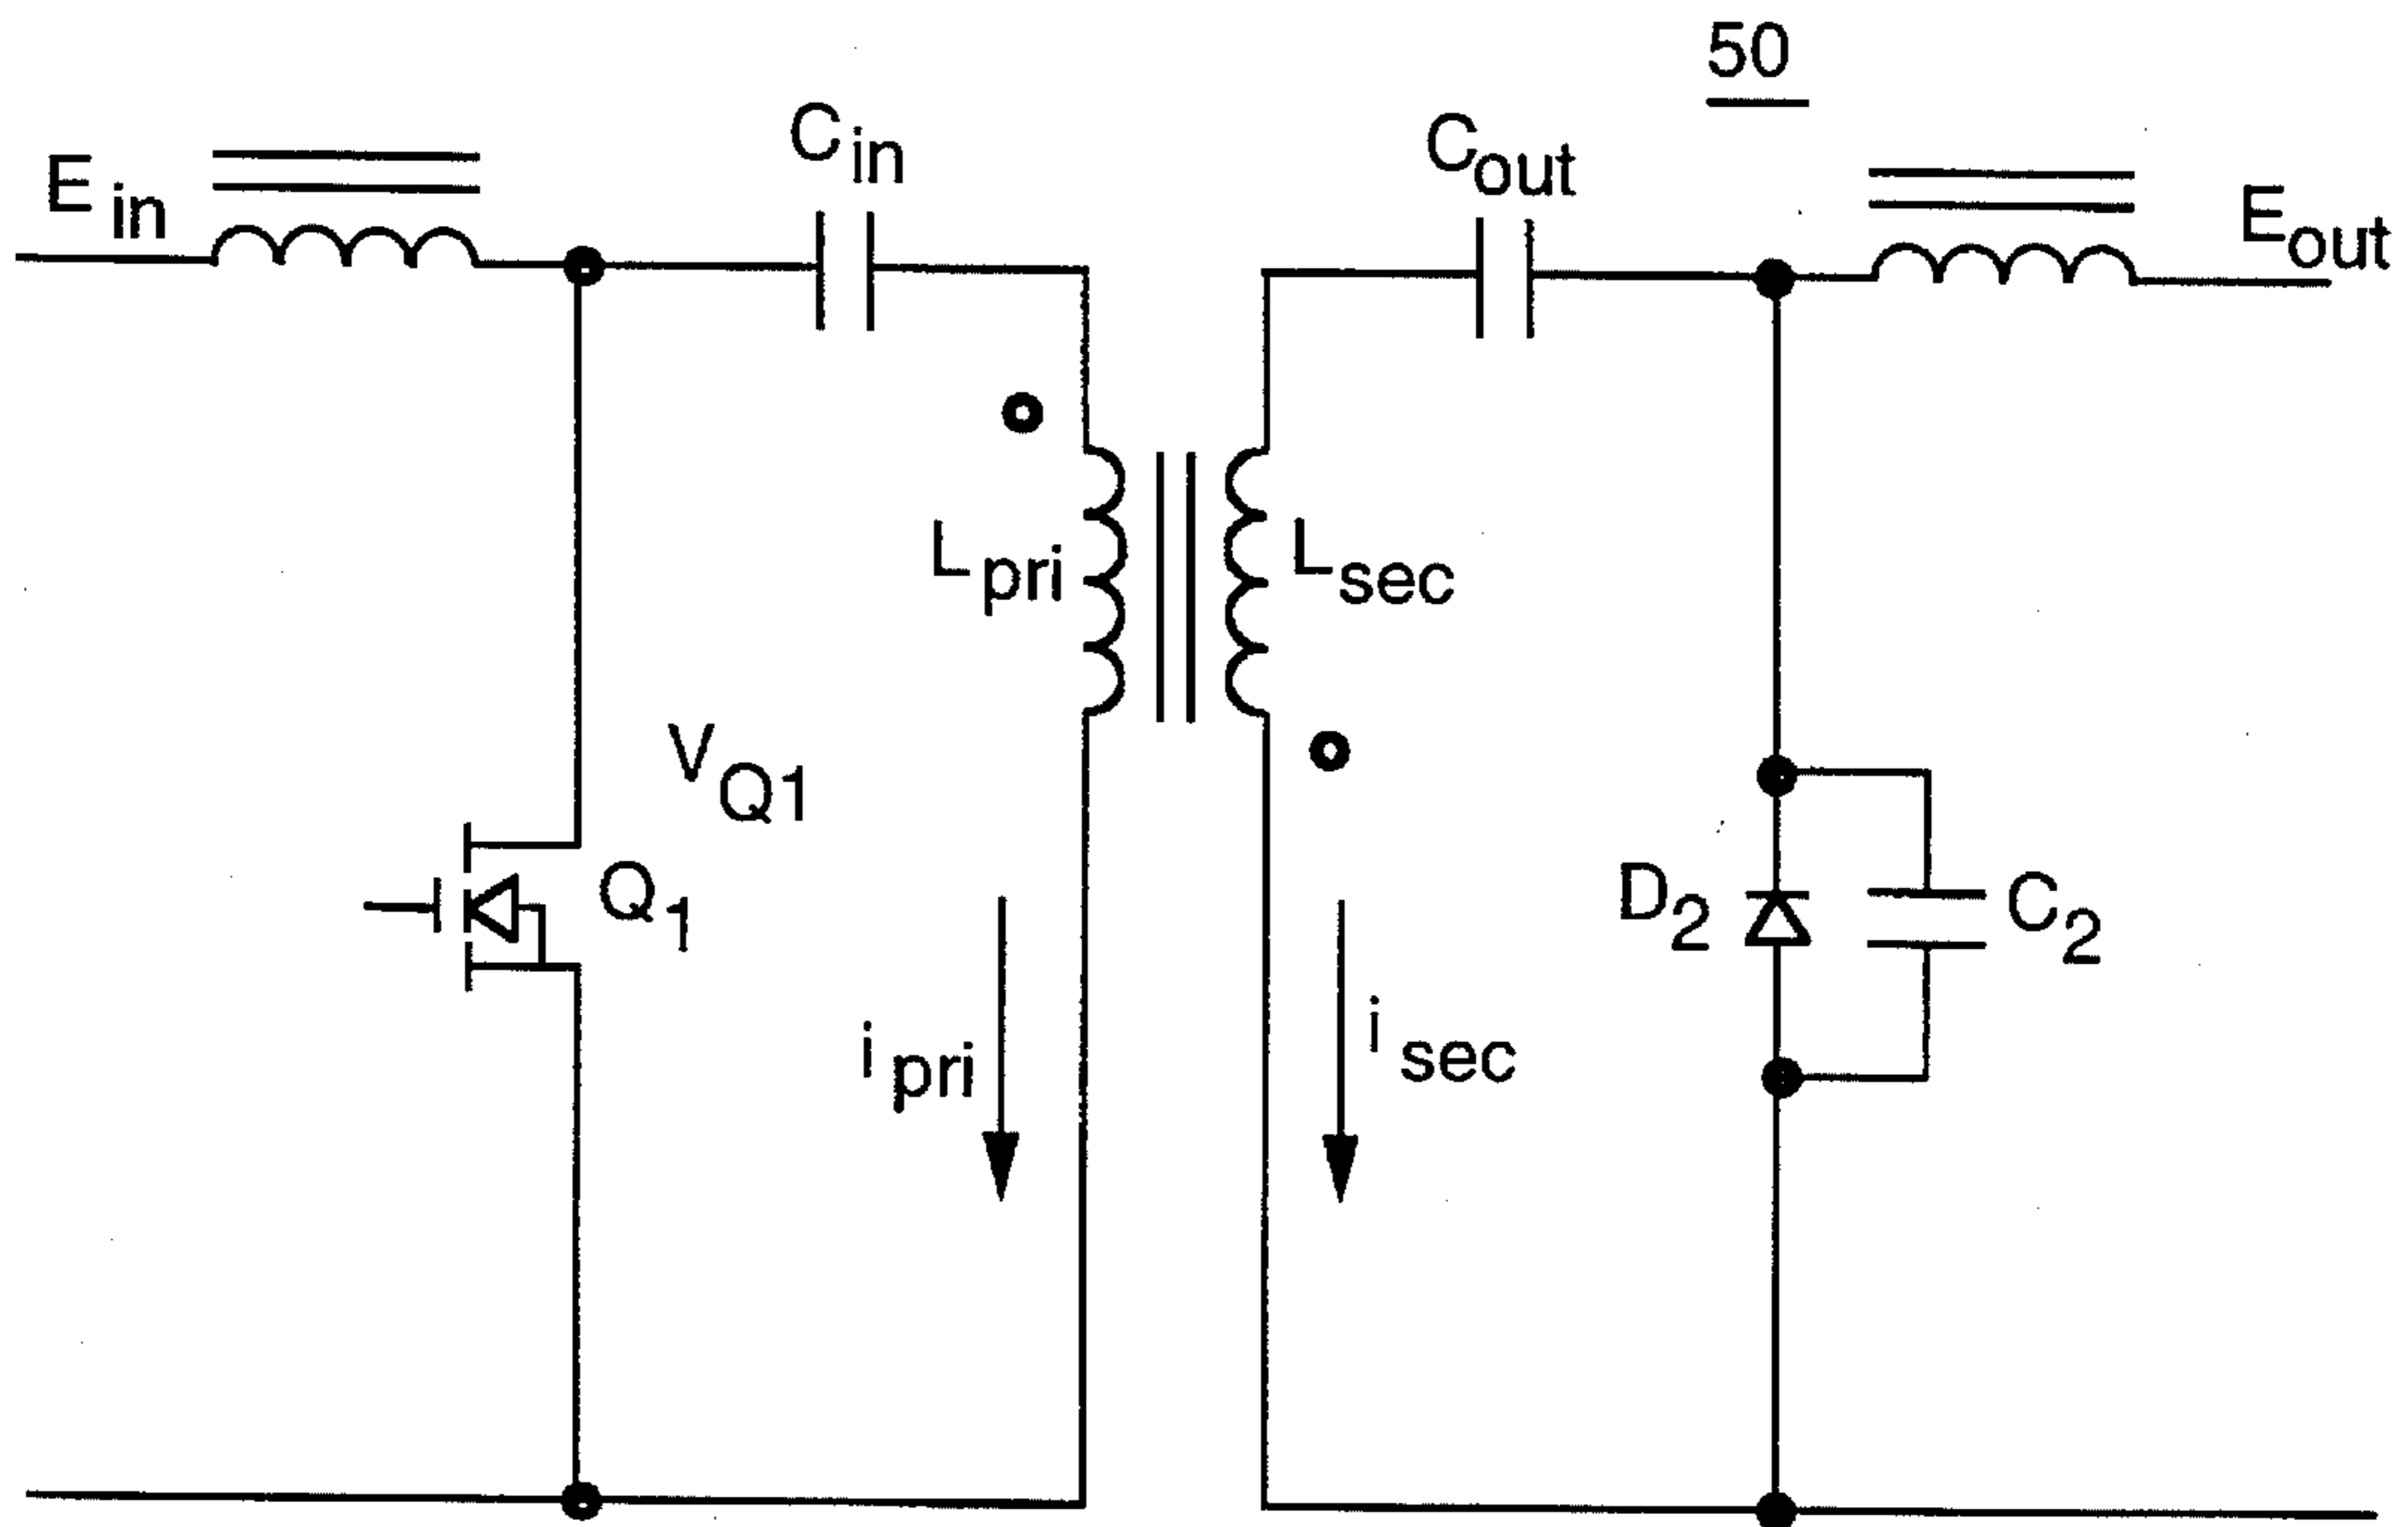 50
E in
C in
C out
E out
L pri
L sec
V Q1
Q 1
D 2
C 2
i pri
i sec